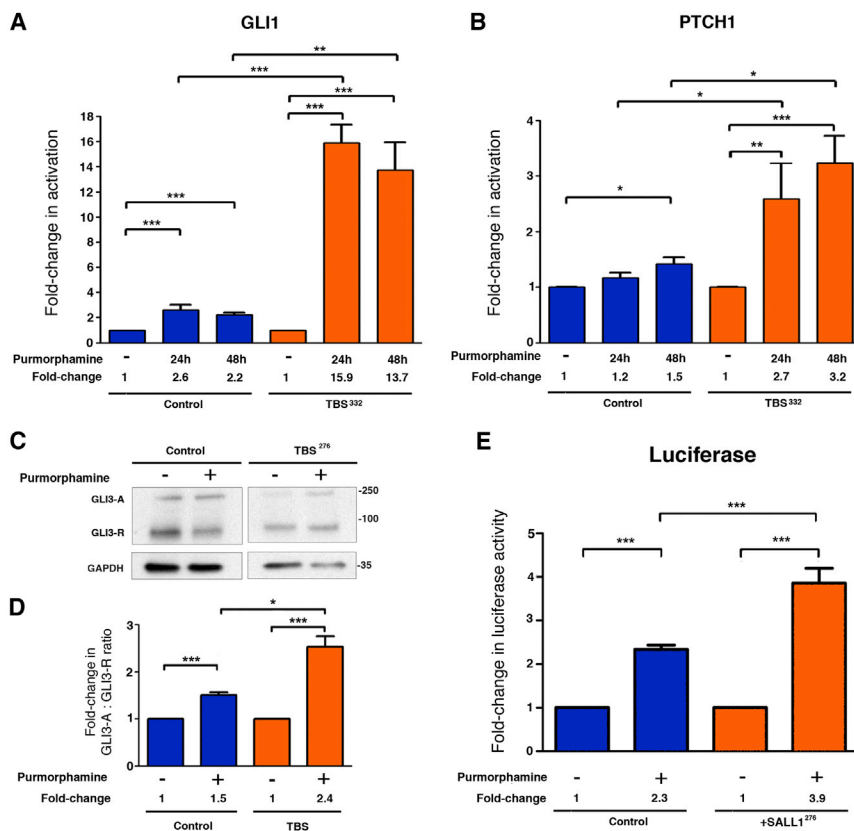 A
GLI1
Fold-change in activation
18
16
14
12
10
8
6
4
2
0
***
***
***
***
***
***
**
Purmorphamine - 24h 48h - 24h 48h
Fold-change 1 2.6 2.2 1 15.9 13.7
Control TBS³³²
B
PTCH1
Fold-change in activation
4
3
2
1
0
*
**
***
*
*
Purmorphamine - 24h 48h - 24h 48h
Fold-change 1 1.2 1.5 1 2.7 3.2
Control TBS³³²
C
Control TBS²⁷⁶
Purmorphamine - + - +
GLI3-A
GLI3-R
GAPDH
-250
-100
-35
D
Fold-change in
GLI3-A : GLI3-R ratio
3
2
1
0
***
***
*
Purmorphamine - + - +
Fold-change 1 1.5 1 2.4
Control TBS
E
Luciferase
Fold-change in luciferase activity
5
4
3
2
1
0
***
***
***
Purmorphamine - + - +
Fold-change 1 2.3 1 3.9
Control +SALL1²⁷⁶